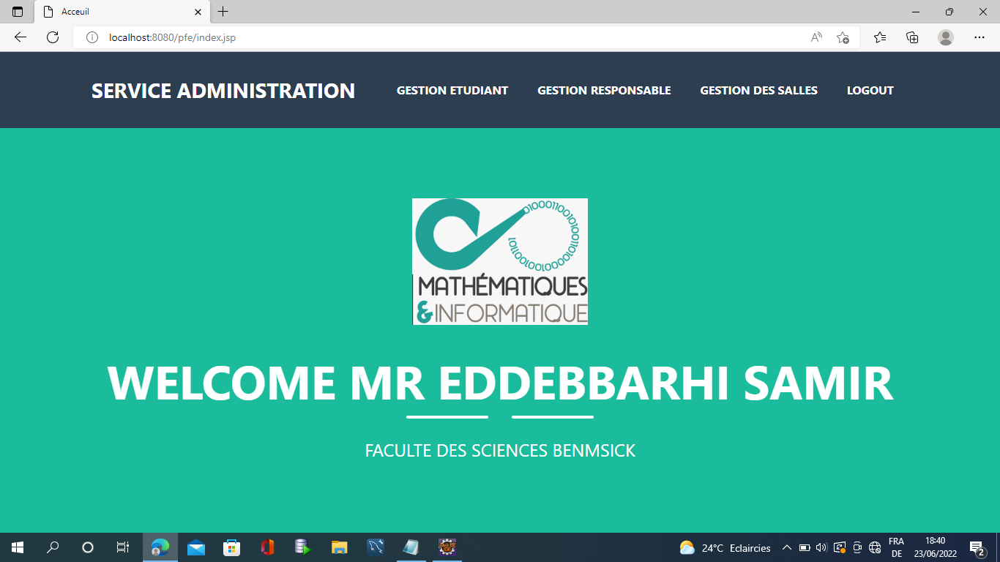 Acceuil
localhost:8080/pfe/index.jsp
SERVICE ADMINISTRATION GESTION ETUDIANT GESTION RESPONSABLE GESTION DES SALLES LOGOUT
MATHÉMATIQUES
&INFORMATIQUE
WELCOME MR EDDEBBARHI SAMIR
FACULTE DES SCIENCES BENMSICK
24°C Eclaircies
FRA
DE
18:40
23/06/2022
2